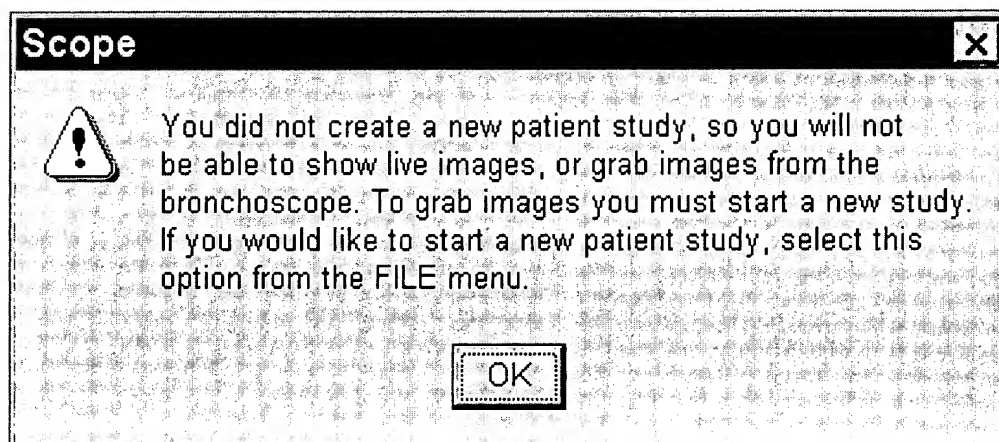 Scope
You did not create a new patient study, so you will not
be able to show live images, or grab images from the
bronchoscope. To grab images you must start a new study.
If you would like to start a new patient study, select this
option from the FILE menu.
OK